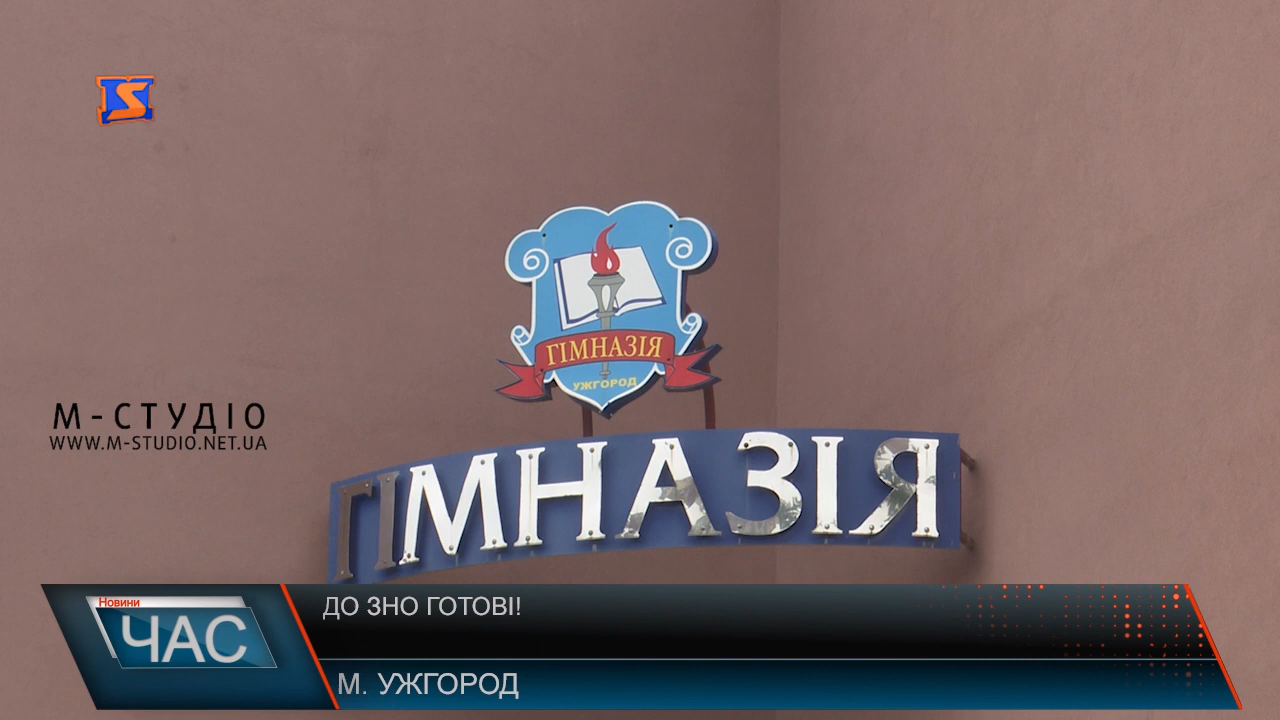 ГІМНАЗІЯ
УЖГОРОД
М-СТУДІО
WWW.M-STUDIO.NET.UA
ГІМНАЗІЯ
Новини
ЧАС
ДО ЗНО ГОТОВІ!
М. УЖГОРОД